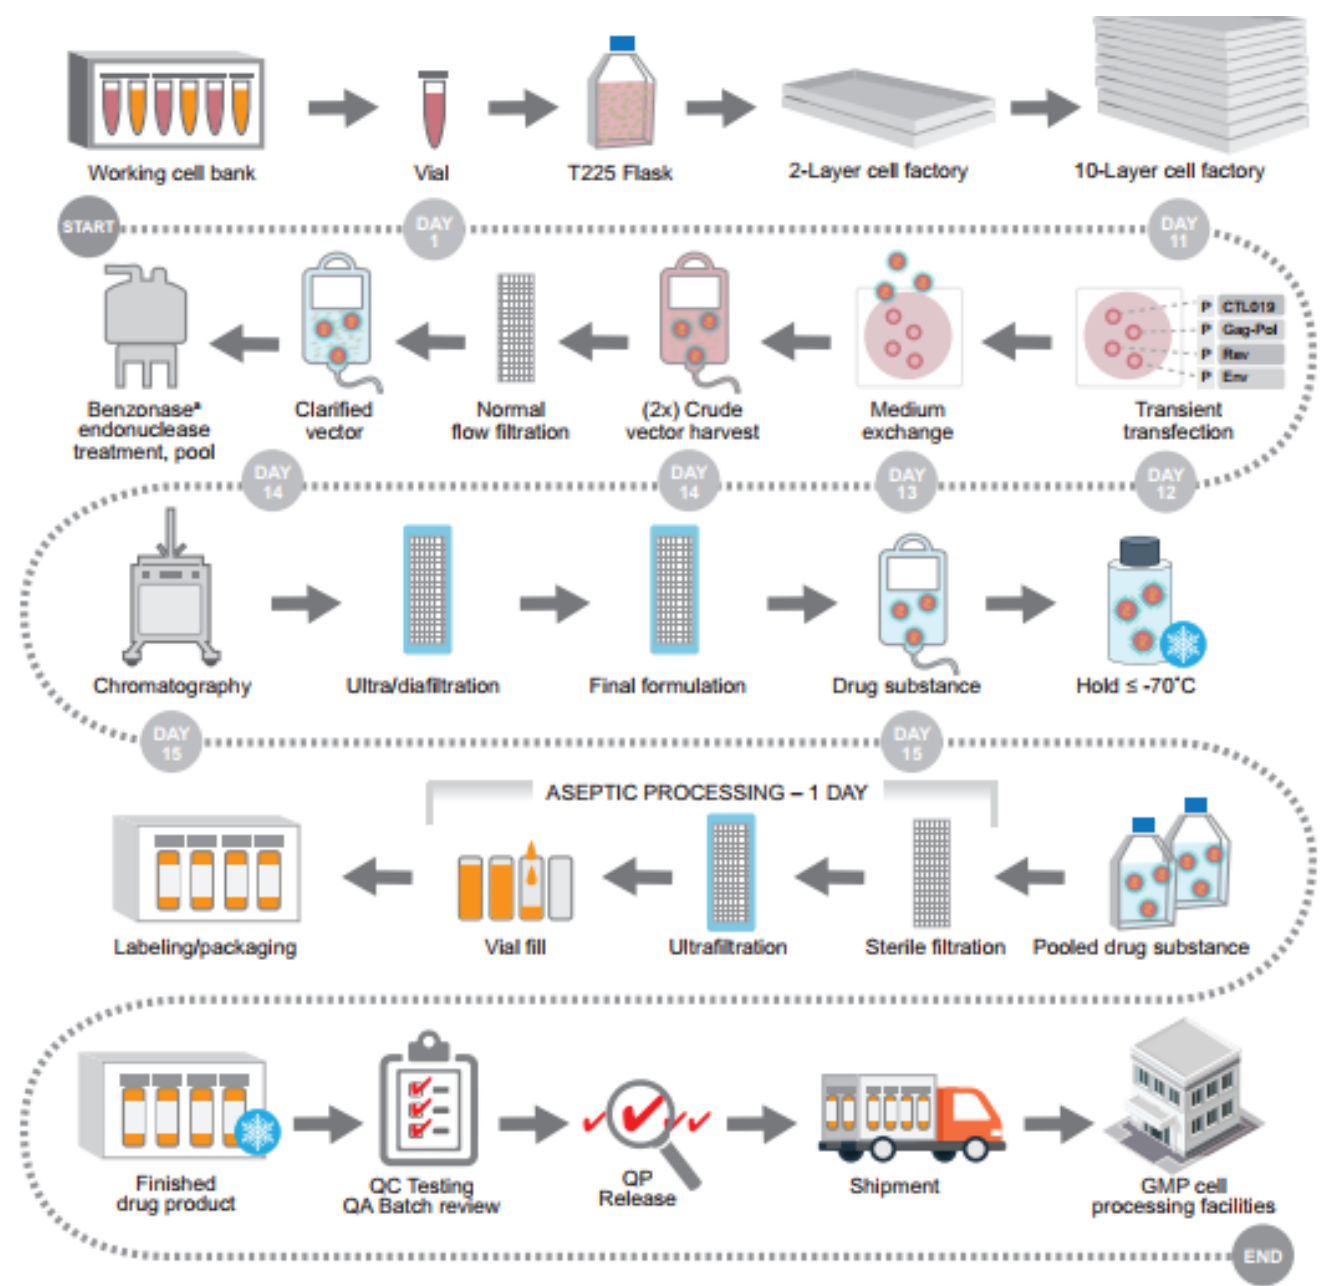 Working cell bank
Vial
T225 Flask
2-Layer cell factory
10-Layer cell factory
START
DAY
1
DAY
11
P CTL019
P Gag-Pol
P Rev
P Env
Transient
transfection
Medium
exchange
(2x) Crude
vector harvest
Normal
flow filtration
Clarified
vector
Benzonase®
endonuclease
treatment, pool
DAY
12
DAY
13
DAY
14
DAY
14
Chromatography
Ultra/diafiltration
Final formulation
Drug substance
Hold ≤ -70°C
DAY
15
DAY
15
ASEPTIC PROCESSING – 1 DAY
Pooled drug substance
Sterile filtration
Ultrafiltration
Vial fill
Labeling/packaging
Finished
drug product
QC Testing
QA Batch review
QP
Release
Shipment
GMP cell
processing facilities
END